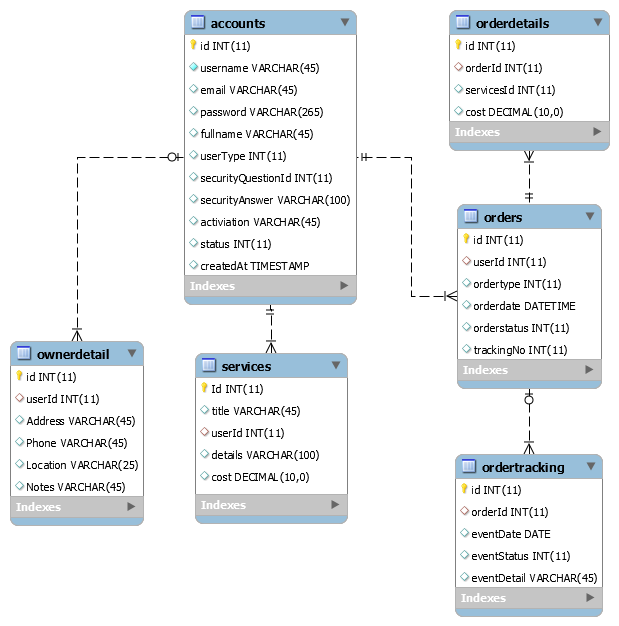 accounts
id INT(11)
username VARCHAR(45)
email VARCHAR(45)
password VARCHAR(265)
fullname VARCHAR(45)
userType INT(11)
securityQuestionId INT(11)
securityAnswer VARCHAR(100)
activiation VARCHAR(45)
status INT(11)
createdAt TIMESTAMP
Indexes
orderdetails
id INT(11)
orderId INT(11)
servicesId INT(11)
cost DECIMAL(10,0)
Indexes
orders
id INT(11)
userId INT(11)
ordertype INT(11)
orderdate DATETIME
orderstatus INT(11)
trackingNo INT(11)
Indexes
ownerdetail
id INT(11)
userId INT(11)
Address VARCHAR(45)
Phone VARCHAR(45)
Location VARCHAR(25)
Notes VARCHAR(45)
Indexes
services
Id INT(11)
title VARCHAR(45)
userId INT(11)
details VARCHAR(100)
cost DECIMAL(10,0)
Indexes
ordertracking
id INT(11)
orderId INT(11)
eventDate DATE
eventStatus INT(11)
eventDetail VARCHAR(45)
Indexes